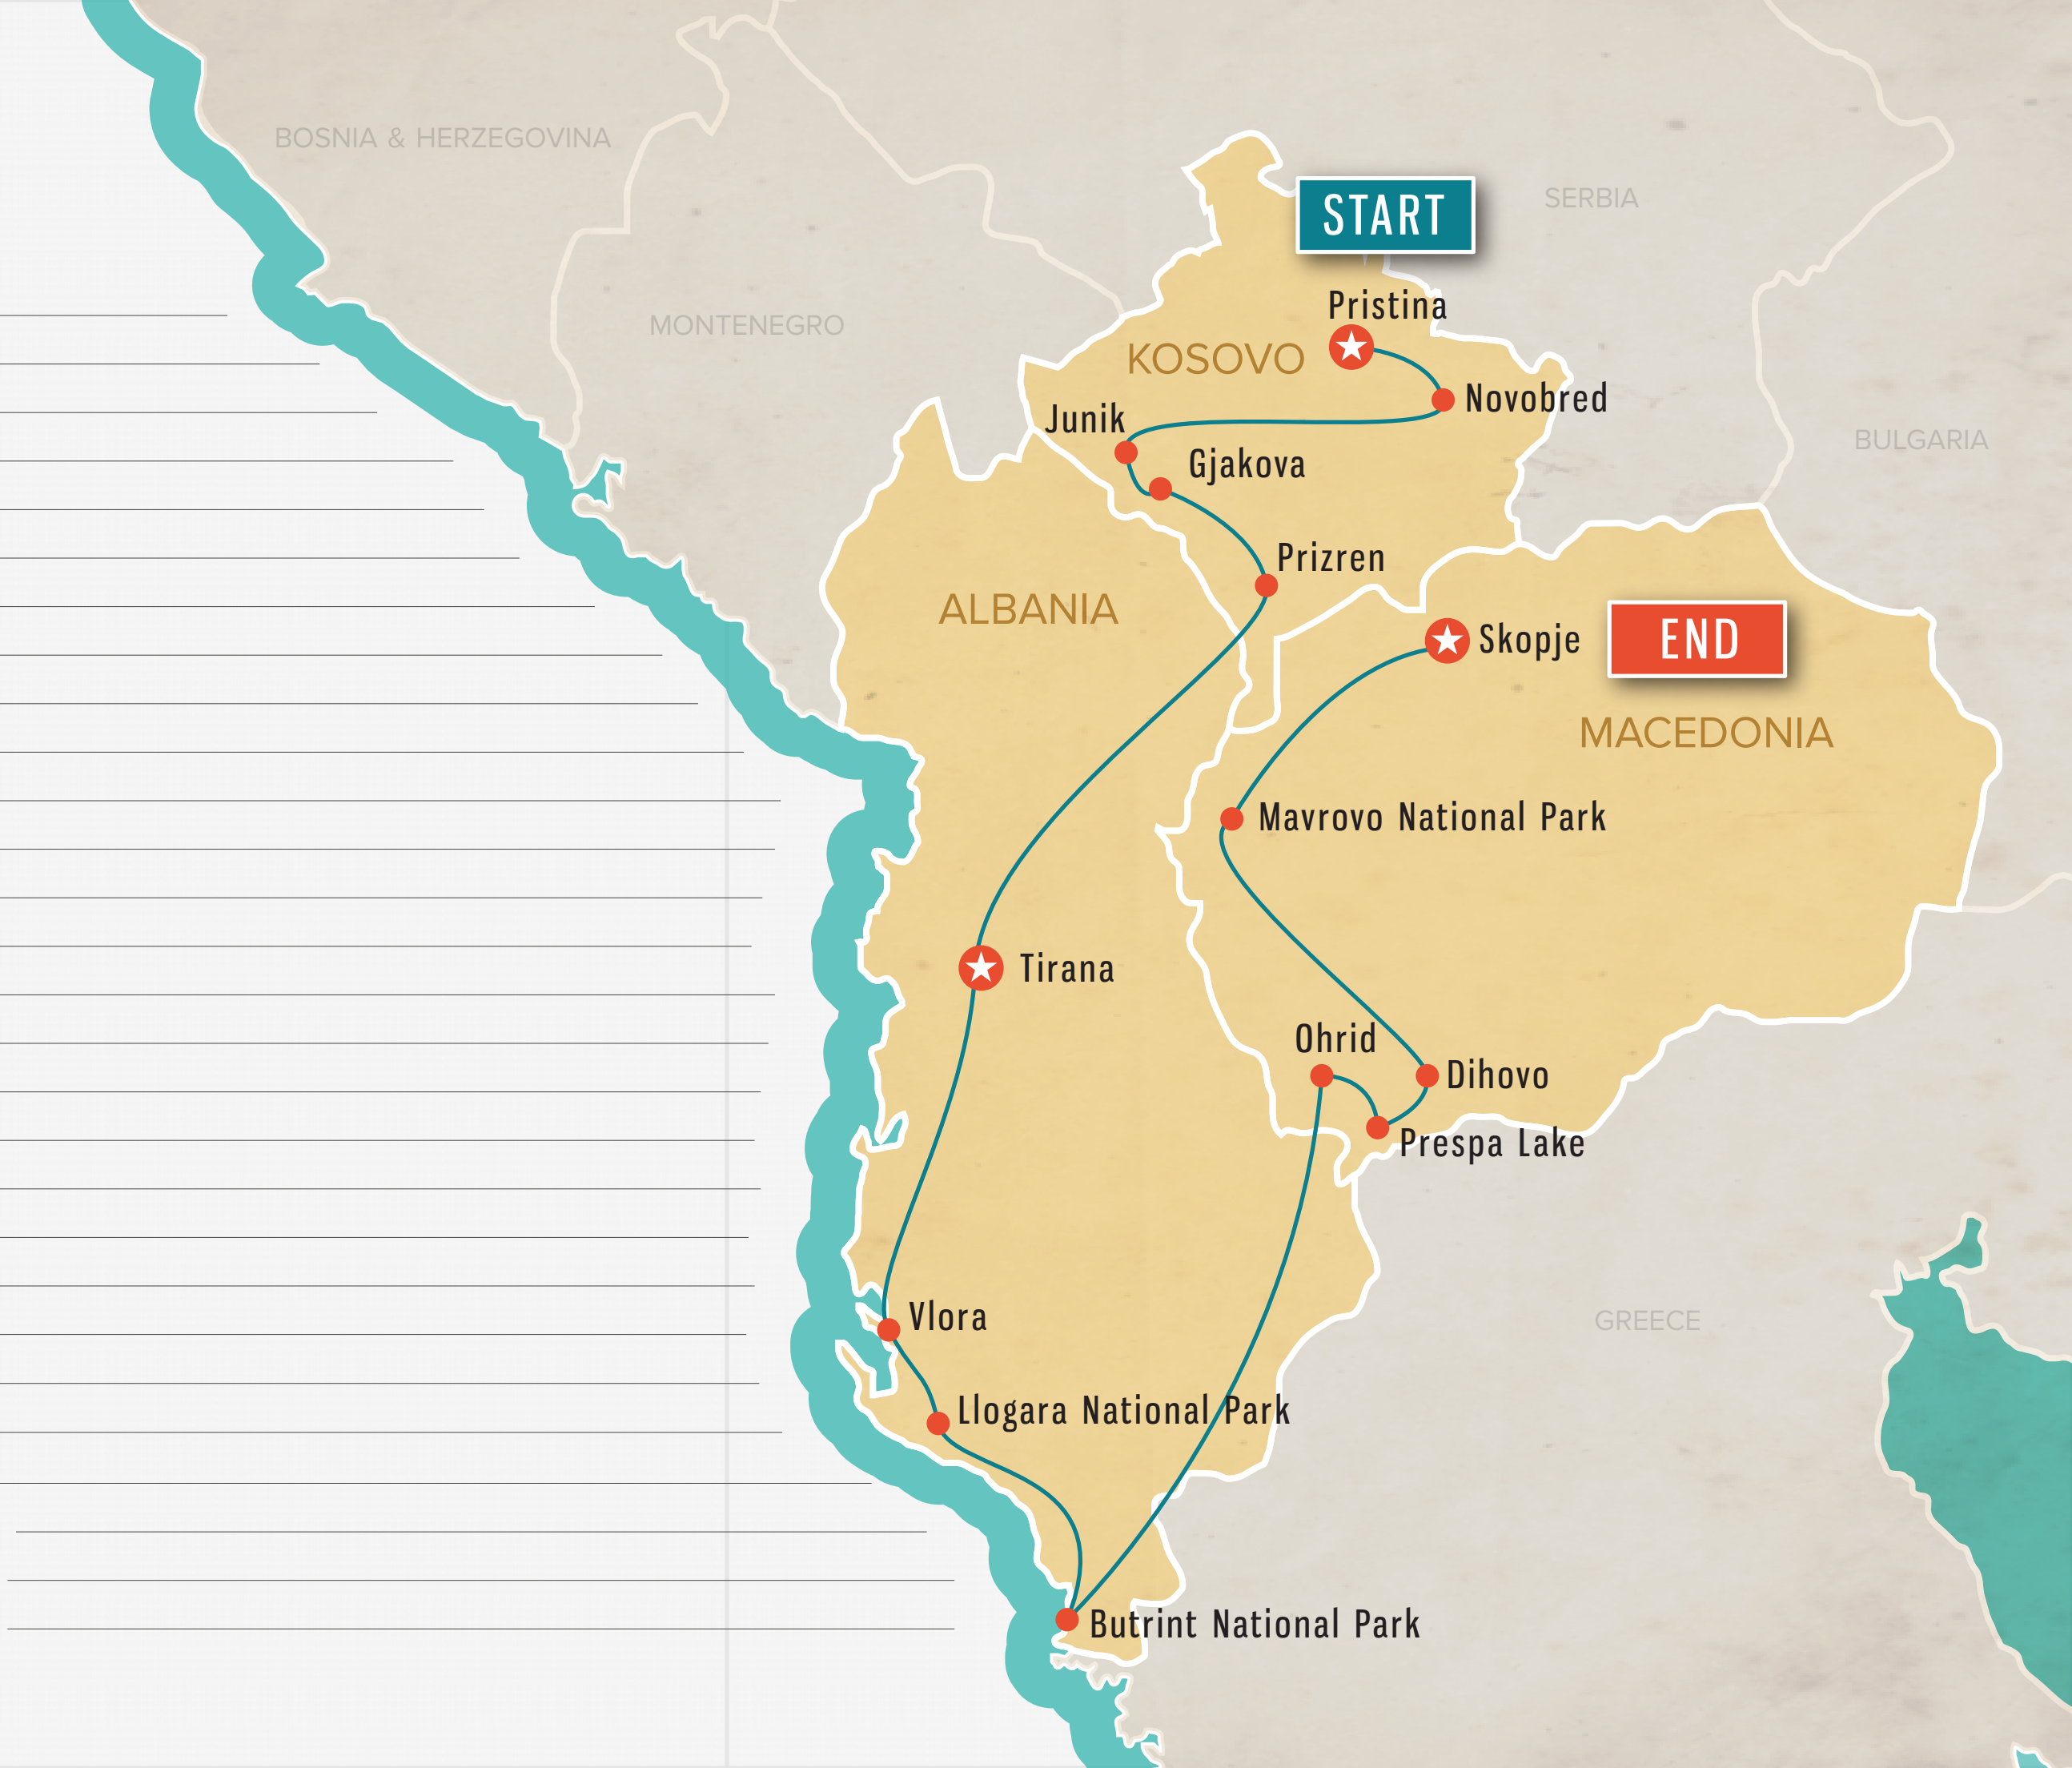 BOSNIA & HERZEGOVINA
SERBIA
START
Pristina
MONTENEGRO
KOSOVO
Novobred
Junik
BULGARIA
Gjakova
Prizren
ALBANIA
Skopje
END
MACEDONIA
Mavrovo National Park
Tirana
Ohrid
Dihovo
Prespa Lake
Vlora
GREECE
Llogara National Park
Butrint National Park